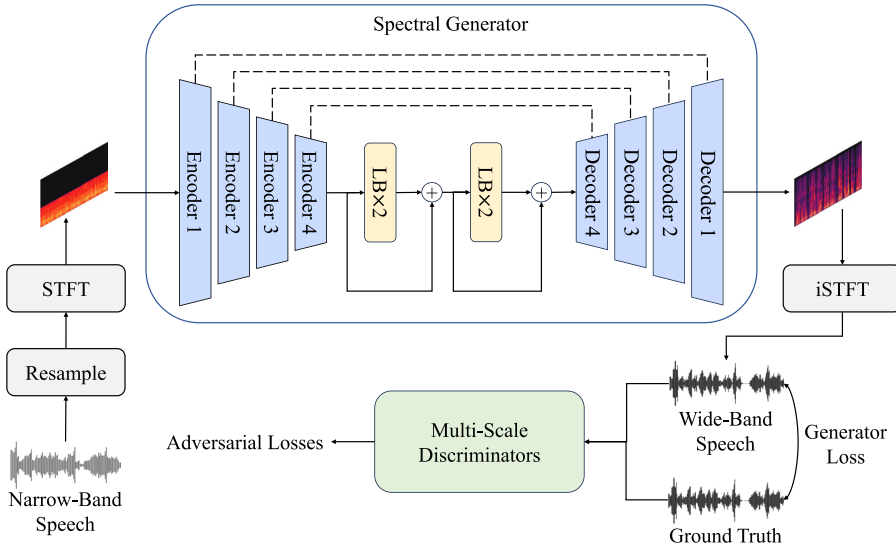 Spectral Generator
Encoder 1
Encoder 2
Encoder 3
Encoder 4
LB×2
LB×2
Decoder 4
Decoder 3
Decoder 2
Decoder 1
STFT
iSTFT
Resample
Narrow-Band
Speech
Adversarial Losses
Multi-Scale
Discriminators
Wide-Band
Speech
Generator
Loss
Ground Truth